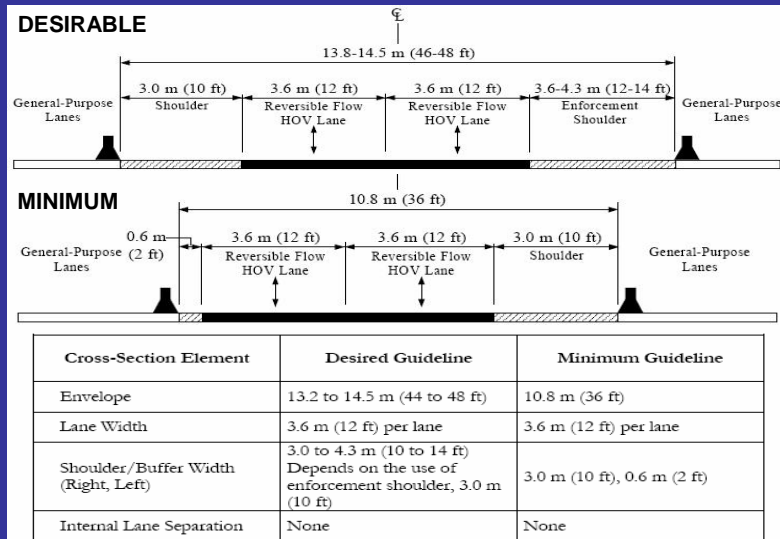 DESIRABLE
℄
13.8-14.5 m (46-48 ft)
General-Purpose
Lanes
3.0 m (10 ft)
Shoulder
3.6 m (12 ft)
Reversible Flow
HOV Lane
3.6 m (12 ft)
Reversible Flow
HOV Lane
3.6-4.3 m (12-14 ft)
Enforcement
Shoulder
General-Purpose
Lanes
MINIMUM
10.8 m (36 ft)
General-Purpose
Lanes
0.6 m
(2 ft)
3.6 m (12 ft)
Reversible Flow
HOV Lane
3.6 m (12 ft)
Reversible Flow
HOV Lane
3.0 m (10 ft)
Shoulder
General-Purpose
Lanes
Cross-Section Element Desired Guideline Minimum Guideline
Envelope 13.2 to 14.5 m (44 to 48 ft) 10.8 m (36 ft)
Lane Width 3.6 m (12 ft) per lane 3.6 m (12 ft) per lane
Shoulder/Buffer Width
(Right, Left)
3.0 to 4.3 m (10 to 14 ft)
Depends on the use of
enforcement shoulder, 3.0 m
(10 ft)
3.0 m (10 ft), 0.6 m (2 ft)
Internal Lane Separation None None